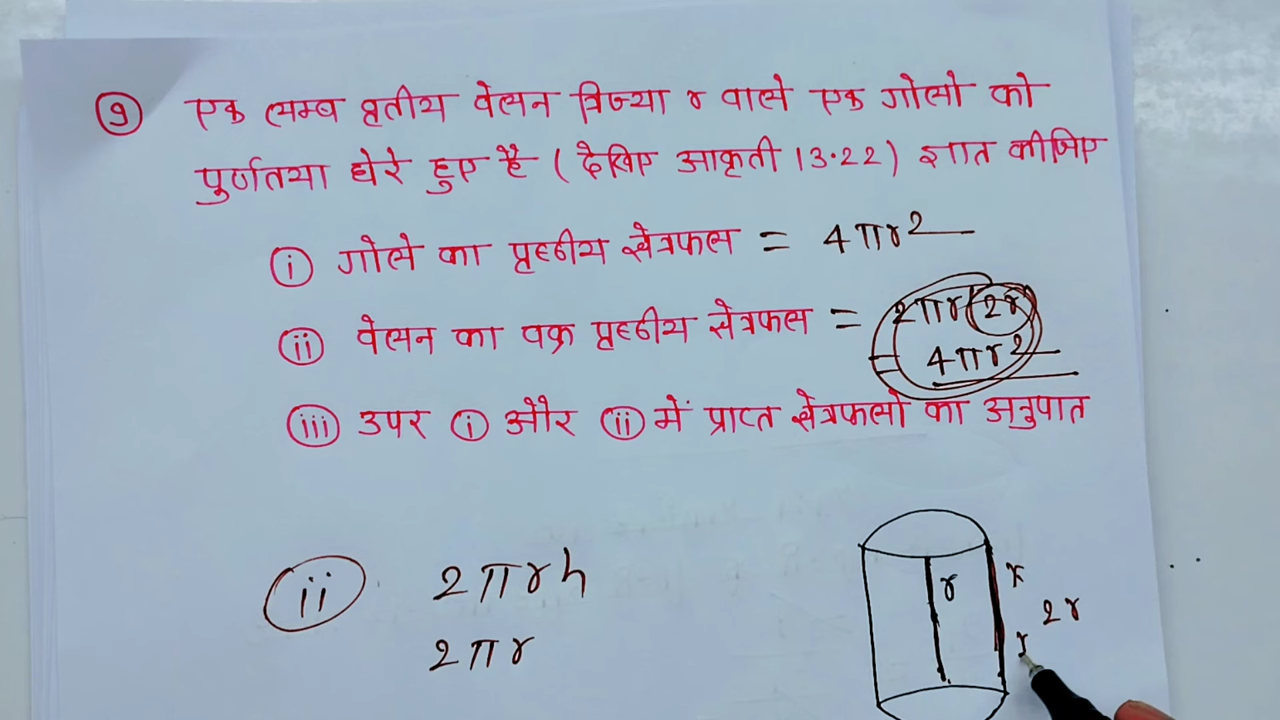 9 एक लम्ब वृतीय वेलन त्रिज्या r वाले एक गोलो को
पुर्णतया घेरे हुए है ( देखिए आकृती 13.22 ) ज्ञात कीजिए
i गोले का पृष्ठीय क्षेत्रफल = 4πr²
ii वेलन का वक्र पृष्ठीय क्षेत्रफल = 2πr(2r)
= 4πr²
iii उपर i और ii में प्राप्त क्षेत्रफलो का अनुपात
ii 2πrh
2πr
r r
2r
r